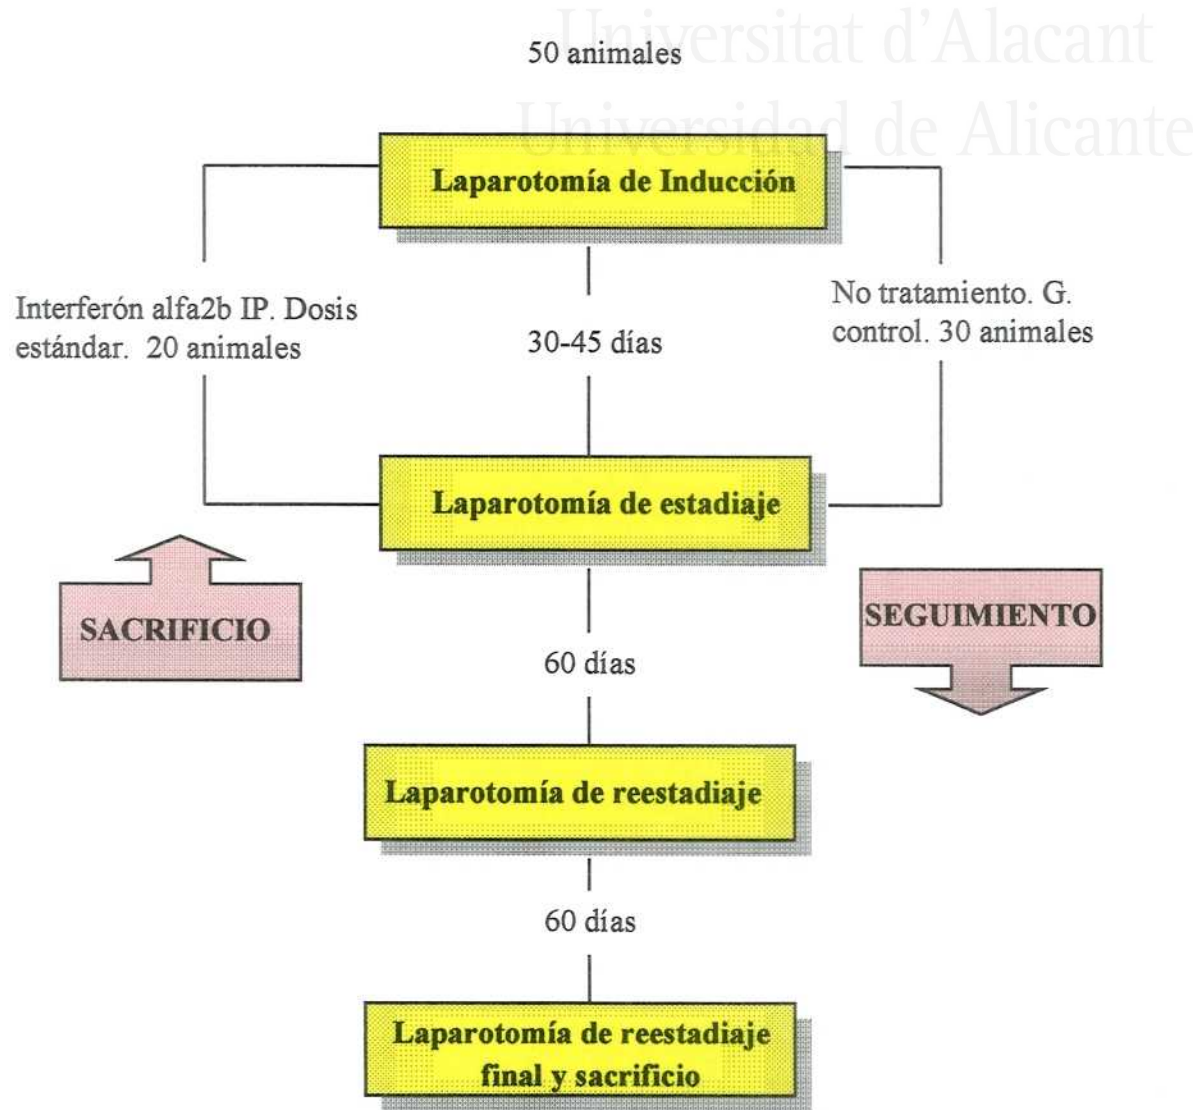 Universitat d'Alacant
Universidad de Alicante
50 animales
Laparotomía de Inducción
Interferón alfa2b IP. Dosis
estándar. 20 animales
30-45 días
No tratamiento. G.
control. 30 animales
Laparotomía de estadiaje
SACRIFICIO
SEGUIMIENTO
60 días
Laparotomía de reestadiaje
60 días
Laparotomía de reestadiaje
final y sacrificio